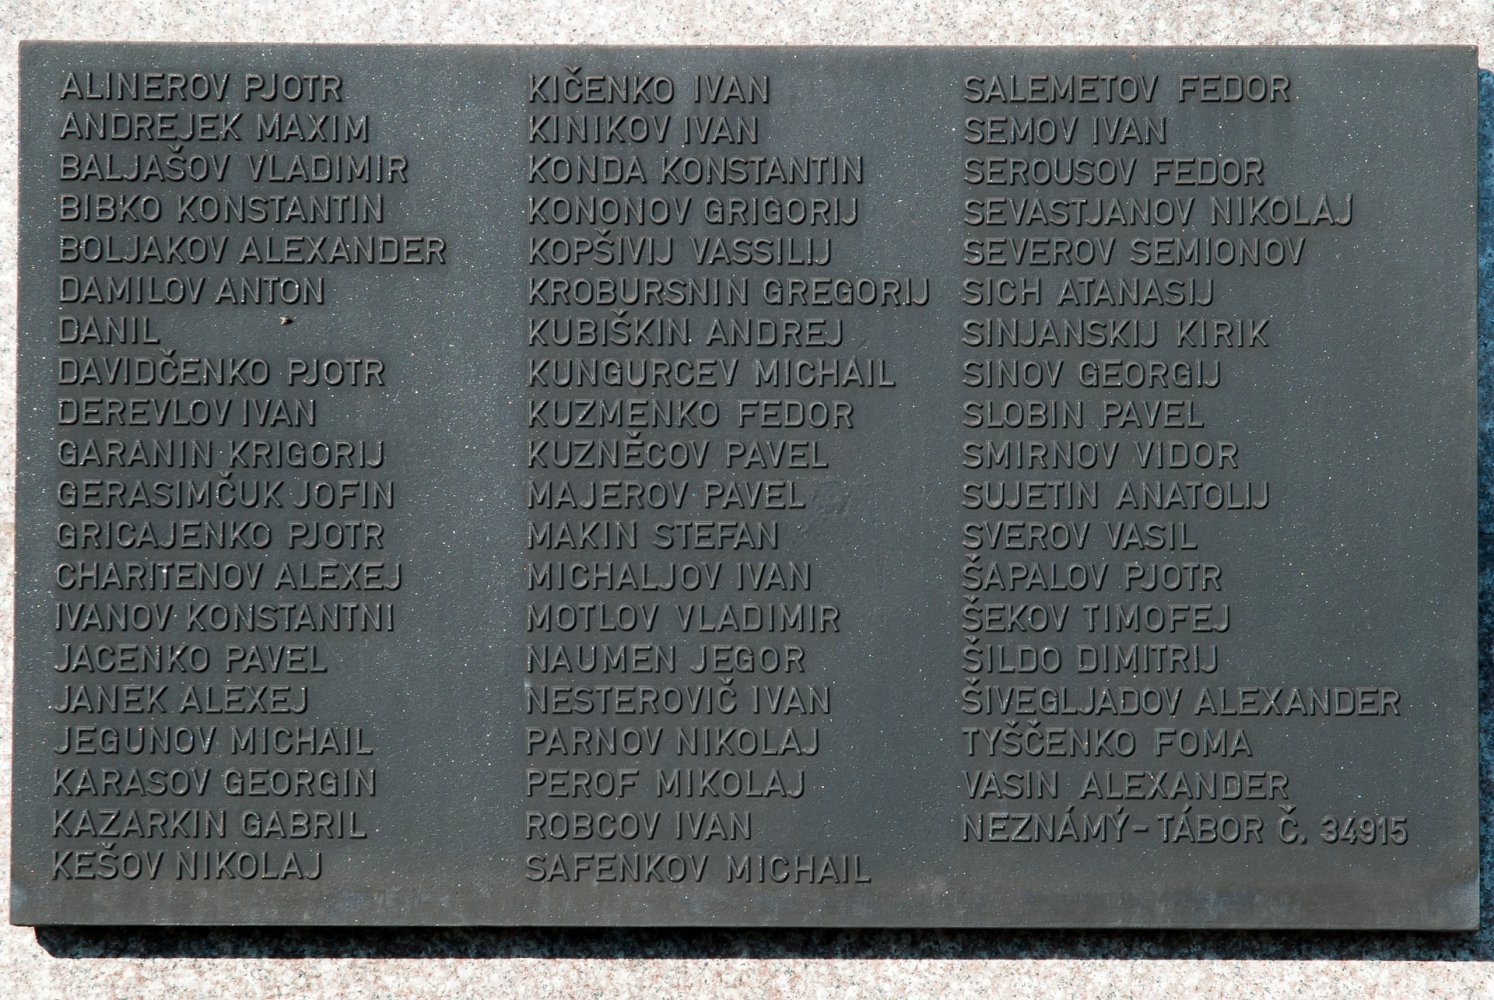 ALINEROV PJOTR
ANDREJEK MAXIM
BALJAŠOV VLADIMIR
BIBKO KONSTANTIN
BOLJAKOV ALEXANDER
DAMILOV ANTON
DANIL
DAVIDČENKO PJOTR
DEREVLOV IVAN
GARANIN KRIGORIJ
GERASIMČUK JOFIN
GRICAJENKO PJOTR
CHARITENOV ALEXEJ
IVANOV KONSTANTNI
JACENKO PAVEL
JANEK ALEXEJ
JEGUNOV MICHAIL
KARASOV GEORGIN
KAZARKIN GABRIL
KEŠOV NIKOLAJ
KIČENKO IVAN
KINIKOV IVAN
KONDA KONSTANTIN
KONONOV GRIGORIJ
KOPŠIVIJ VASSILIJ
KROBURSNIN GREGORIJ
KUBIŠKIN ANDREJ
KUNGURCEV MICHAIL
KUZMENKO FEDOR
KUZNĚCOV PAVEL
MAJEROV PAVEL
MAKIN STEFAN
MICHALJOV IVAN
MOTLOV VLADIMIR
NAUMEN JEGOR
NESTEROVIČ IVAN
PARNOV NIKOLAJ
PEROF MIKOLAJ
ROBCOV IVAN
SAFENKOV MICHAIL
SALEMETOV FEDOR
SEMOV IVAN
SEROUSOV FEDOR
SEVASTJANOV NIKOLAJ
SEVEROV SEMIONOV
SICH ATANASIJ
SINJANSKIJ KIRIK
SINOV GEORGIJ
SLOBIN PAVEL
SMIRNOV VIDOR
SUJETIN ANATOLIJ
SVEROV VASIL
ŠAPALOV PJOTR
ŠEKOV TIMOFEJ
ŠILDO DIMITRIJ
ŠIVEGLJADOV ALEXANDER
TYŠČENKO FOMA
VASIN ALEXANDER
NEZNÁMÝ-TÁBOR Č. 34915